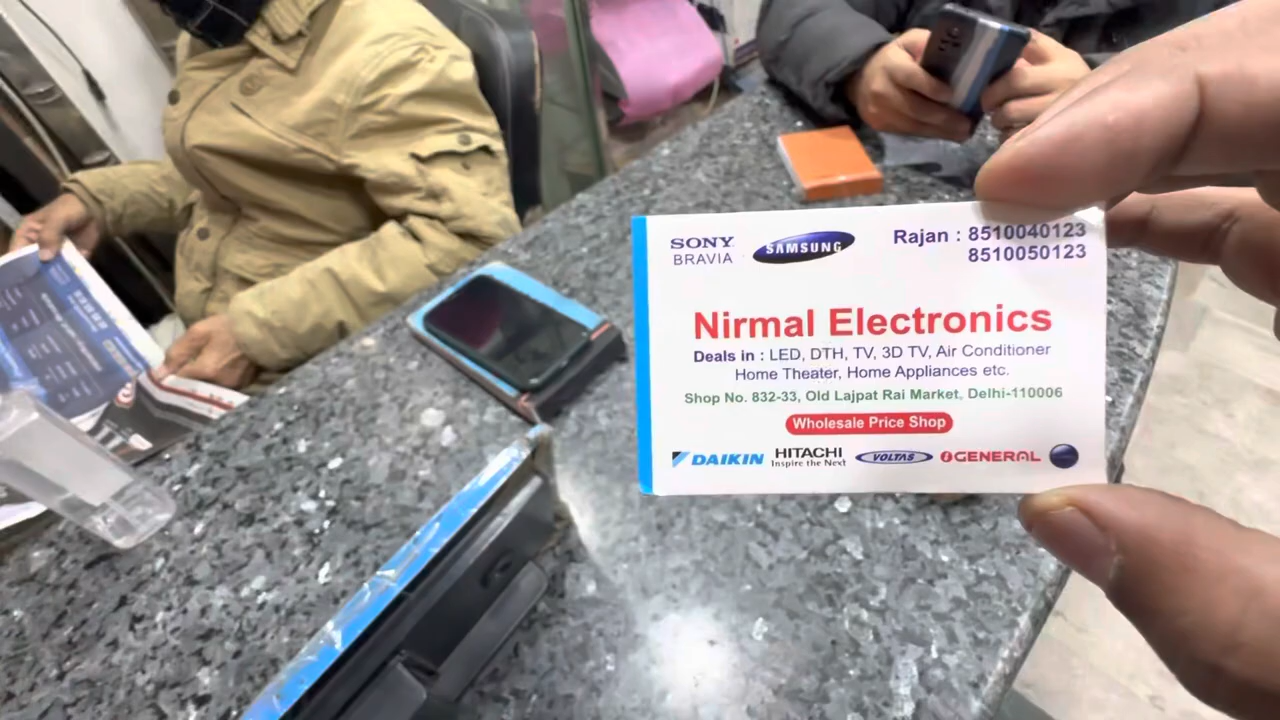 SONY
BRAVIA
SAMSUNG
Rajan : 8510040123
8510050123
Nirmal Electronics
Deals in : LED, DTH, TV, 3D TV, Air Conditioner
Home Theater, Home Appliances etc.
Shop No. 832-33, Old Lajpat Rai Market, Delhi-110006
Wholesale Price Shop
DAIKIN
HITACHI
Inspire the Next
VOLTAS
GENERAL